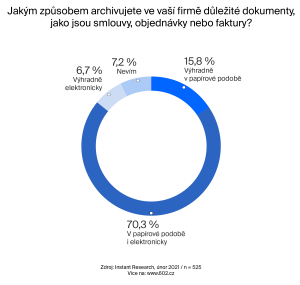 Jakým způsobem archivujete ve vaší firmě důležité dokumenty,
jako jsou smlouvy, objednávky nebo faktury?
7,2 %
Nevím
15,8 %
Výhradně
v papírové podobě
6,7 %
Výhradně
elektronicky
70,3 %
V papírové podobě
i elektronicky
Zdroj: Instant Research, únor 2021 / n = 525
Více na: www.602.cz